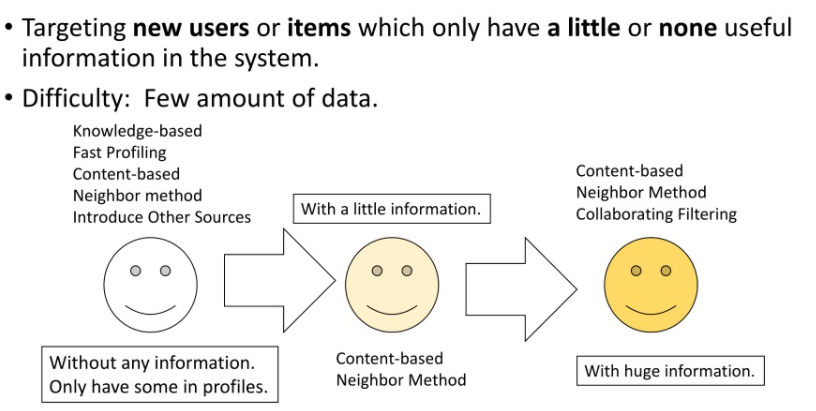 • Targeting new users or items which only have a little or none useful
information in the system.
• Difficulty: Few amount of data.
Knowledge-based
Fast Profiling
Content-based
Neighbor method
Introduce Other Sources
Without any information.
Only have some in profiles.
With a little information.
Content-based
Neighbor Method
Content-based
Neighbor Method
Collaborating Filtering
With huge information.